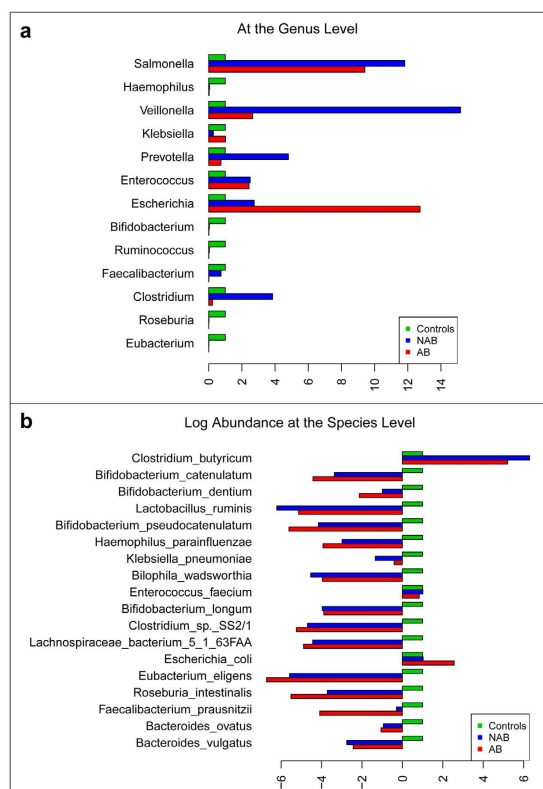 a
At the Genus Level
Salmonella
Haemophilus
Veillonella
Klebsiella
Prevotella
Enterococcus
Escherichia
Bifidobacterium
Ruminococcus
Faecalibacterium
Clostridium
Roseburia
Eubacterium
Controls
NAB
AB
0 2 4 6 8 10 12 14
b
Log Abundance at the Species Level
Clostridium_butyricum
Bifidobacterium_catenulatum
Bifidobacterium_dentium
Lactobacillus_ruminis
Bifidobacterium_pseudocatenulatum
Haemophilus_parainfluenzae
Klebsiella_pneumoniae
Bilophila_wadsworthia
Enterococcus_faecium
Bifidobacterium_longum
Clostridium_sp._SS2/1
Lachnospiraceae_bacterium_5_1_63FAA
Escherichia_coli
Eubacterium_eligens
Roseburia_intestinalis
Faecalibacterium_prausnitzii
Bacteroides_ovatus
Bacteroides_vulgatus
Controls
NAB
AB
-6 -4 -2 0 2 4 6